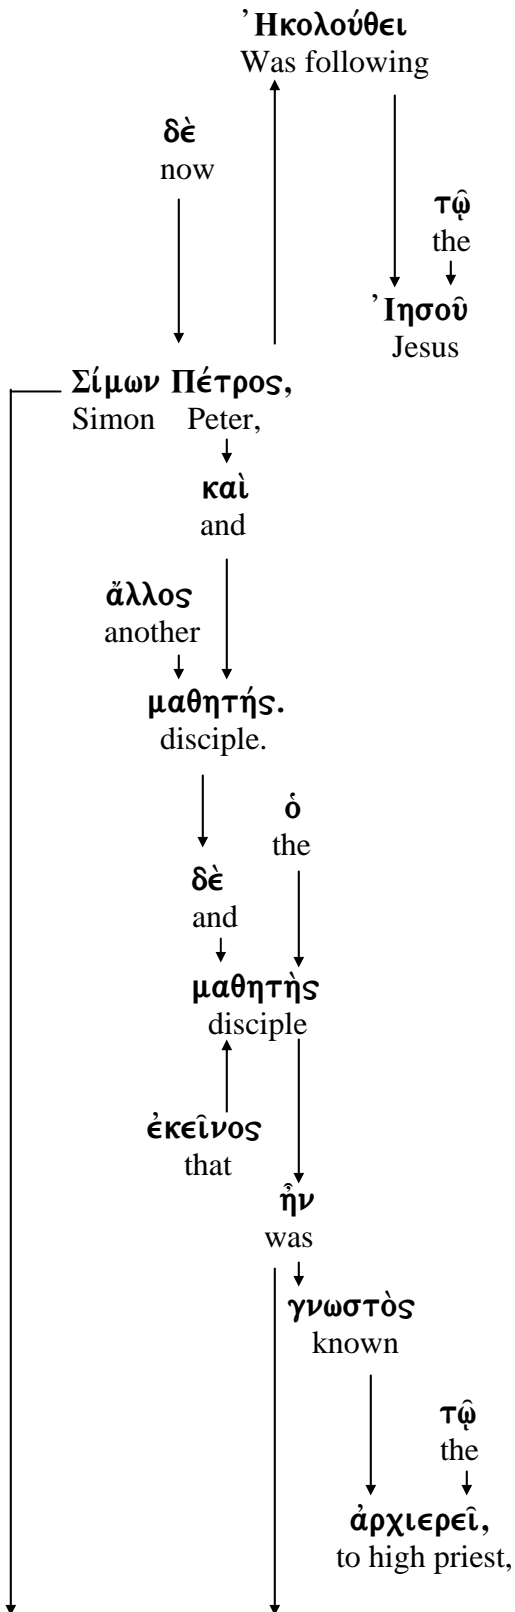 Ἠκολούθει
Was following
δὲ
now
τῷ
the
Ἰησοῦ
Jesus
Σίμων Πέτρος,
Simon Peter,
καὶ
and
ἄλλος
another
μαθητής.
disciple.
ὁ
the
δὲ
and
μαθητὴς
disciple
ἐκεῖνος
that
ἦν
was
γνωστὸς
known
τῷ
the
ἀρχιερεῖ,
to high priest,